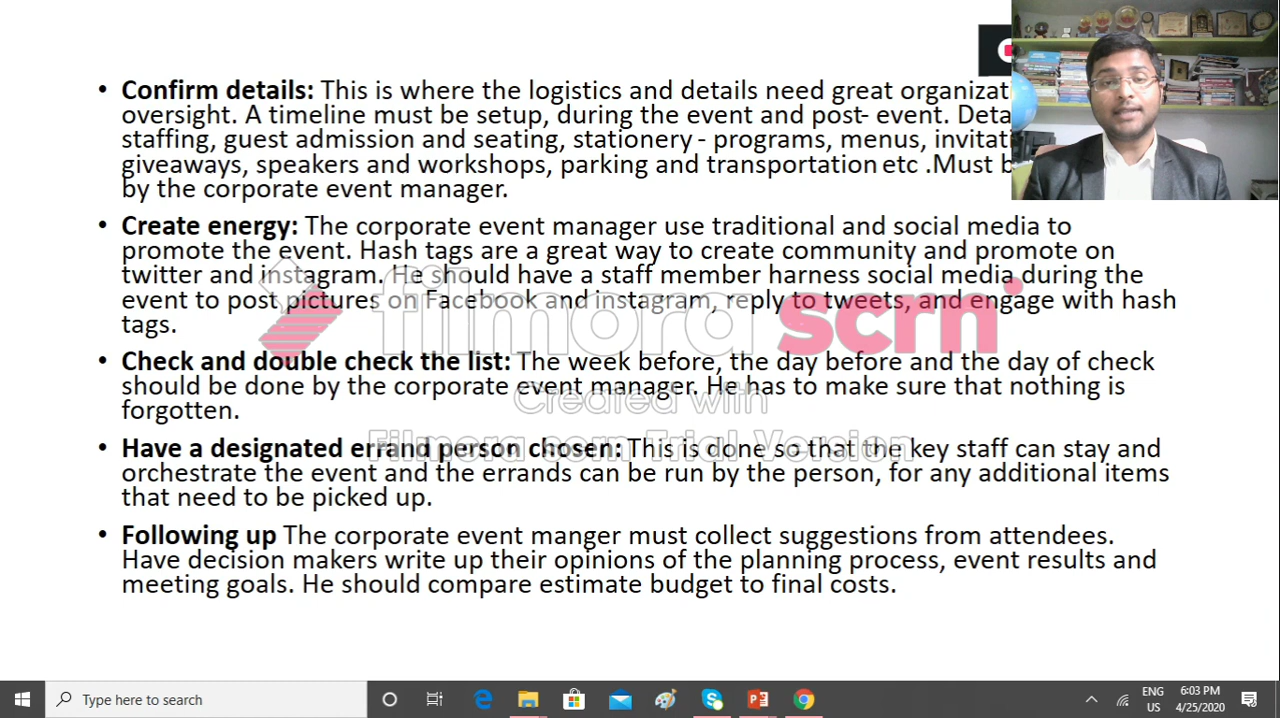 • Confirm details: This is where the logistics and details need great
oversight. A timeline must be setup, during the event and post- event.
staffing, guest admission and seating, stationery - programs, menus,
giveaways, speakers and workshops, parking and transportation etc .Must
by the corporate event manager.
• Create energy: The corporate event manager use traditional and social media to
promote the event. Hash tags are a great way to create community and promote on
twitter and instagram. He should have a staff member harness social media during the
event to post pictures on Facebook and instagram, reply to tweets, and engage with hash
tags.
filmora scrn
• Check and double check the list: The week before, the day before and the day of check
should be done by the corporate event manager. He has to make sure that nothing is
forgotten.
Created with
Filmora scrn Trial Version
• Have a designated errand person chosen: This is done so that the key staff can stay and
orchestrate the event and the errands can be run by the person, for any additional items
that need to be picked up.
• Following up The corporate event manger must collect suggestions from attendees.
Have decision makers write up their opinions of the planning process, event results and
meeting goals. He should compare estimate budget to final costs.
Type here to search
ENG
US
6:03 PM
4/25/2020